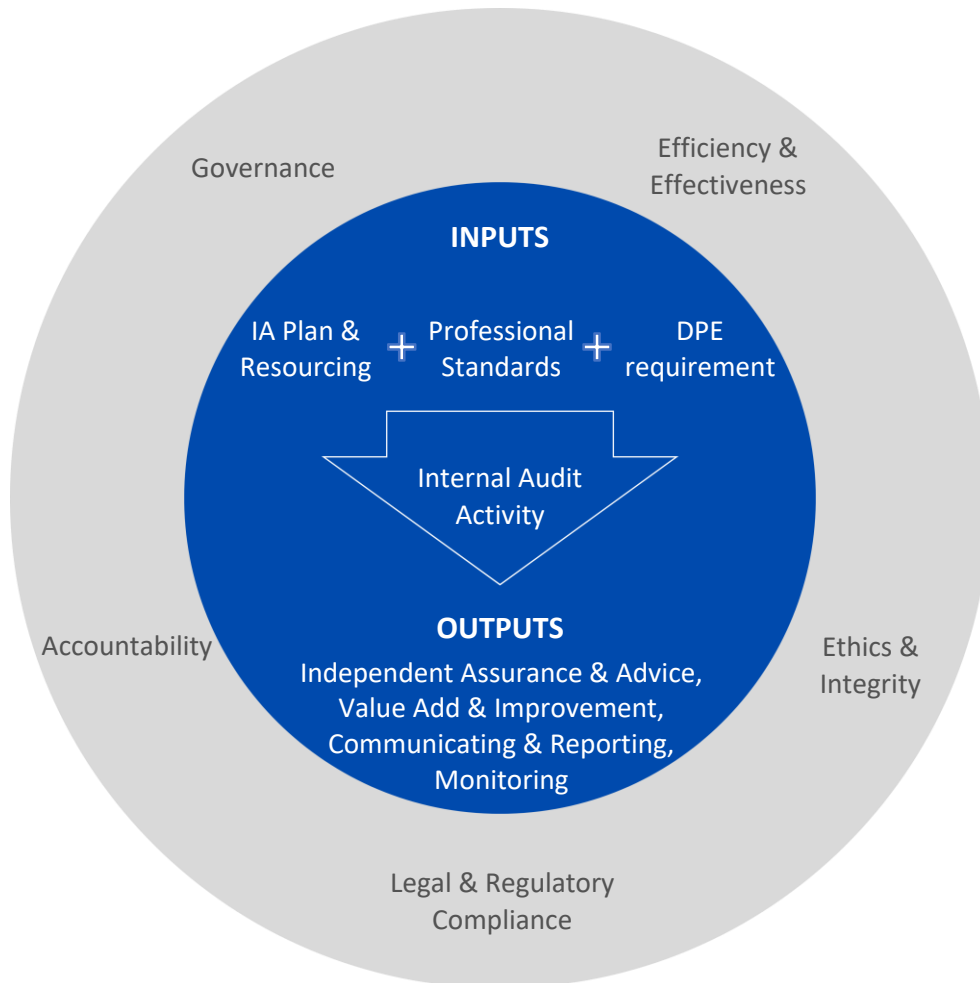 Governance
Efficiency &
Effectiveness
INPUTS
IA Plan &
Resourcing
+
Professional
Standards
+
DPE
requirement
Internal Audit
Activity
OUTPUTS
Independent Assurance & Advice,
Value Add & Improvement,
Communicating & Reporting,
Monitoring
Accountability
Ethics &
Integrity
Legal & Regulatory
Compliance